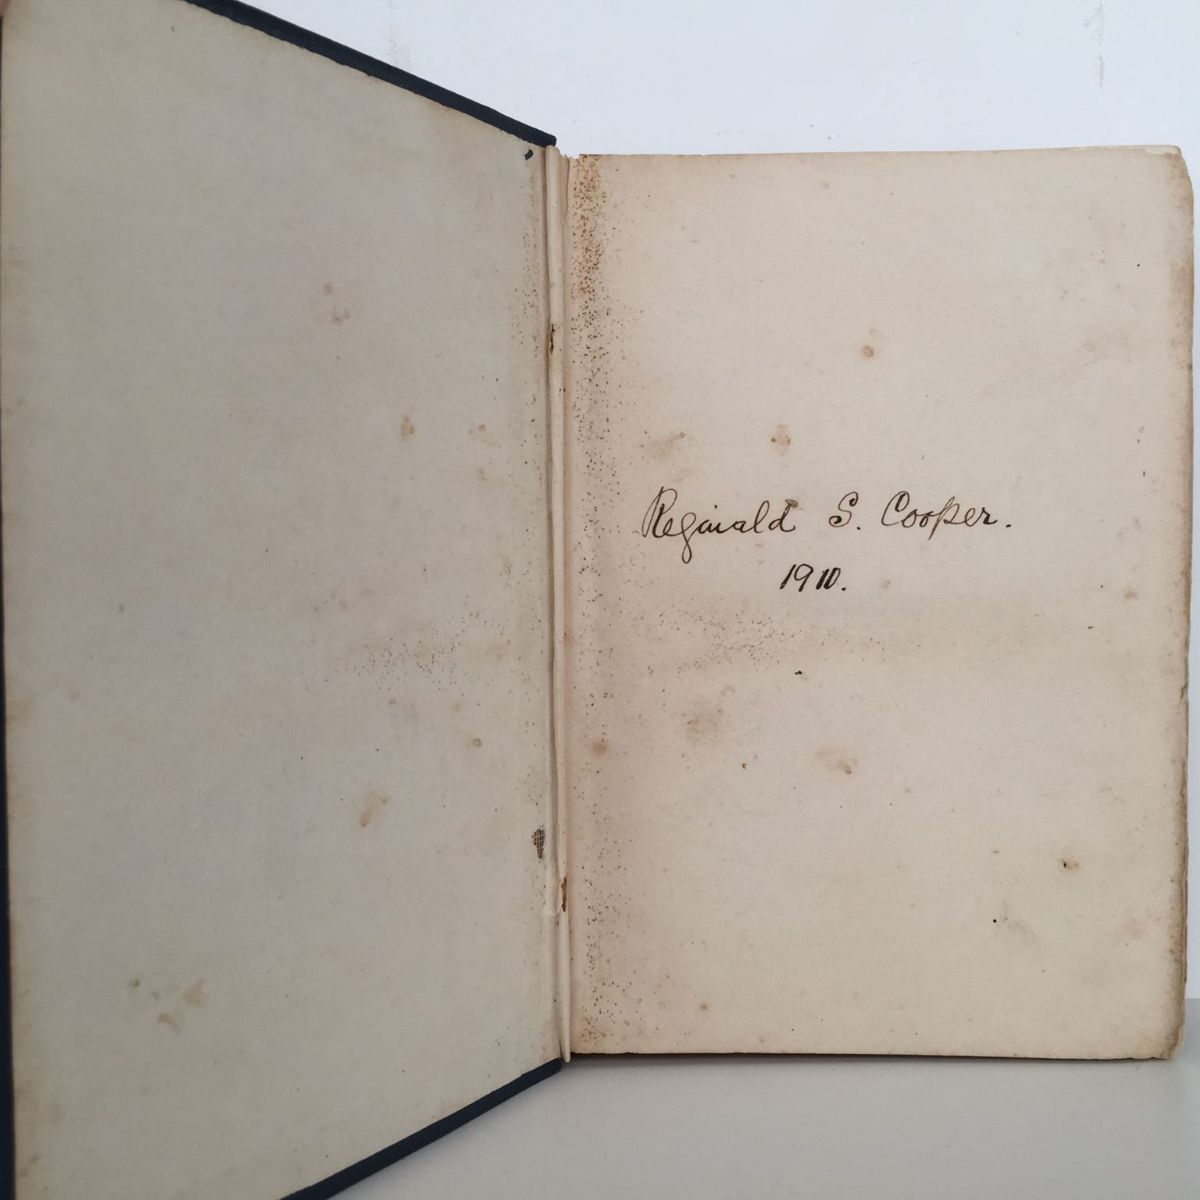 Reginald S. Cooper.
1910.